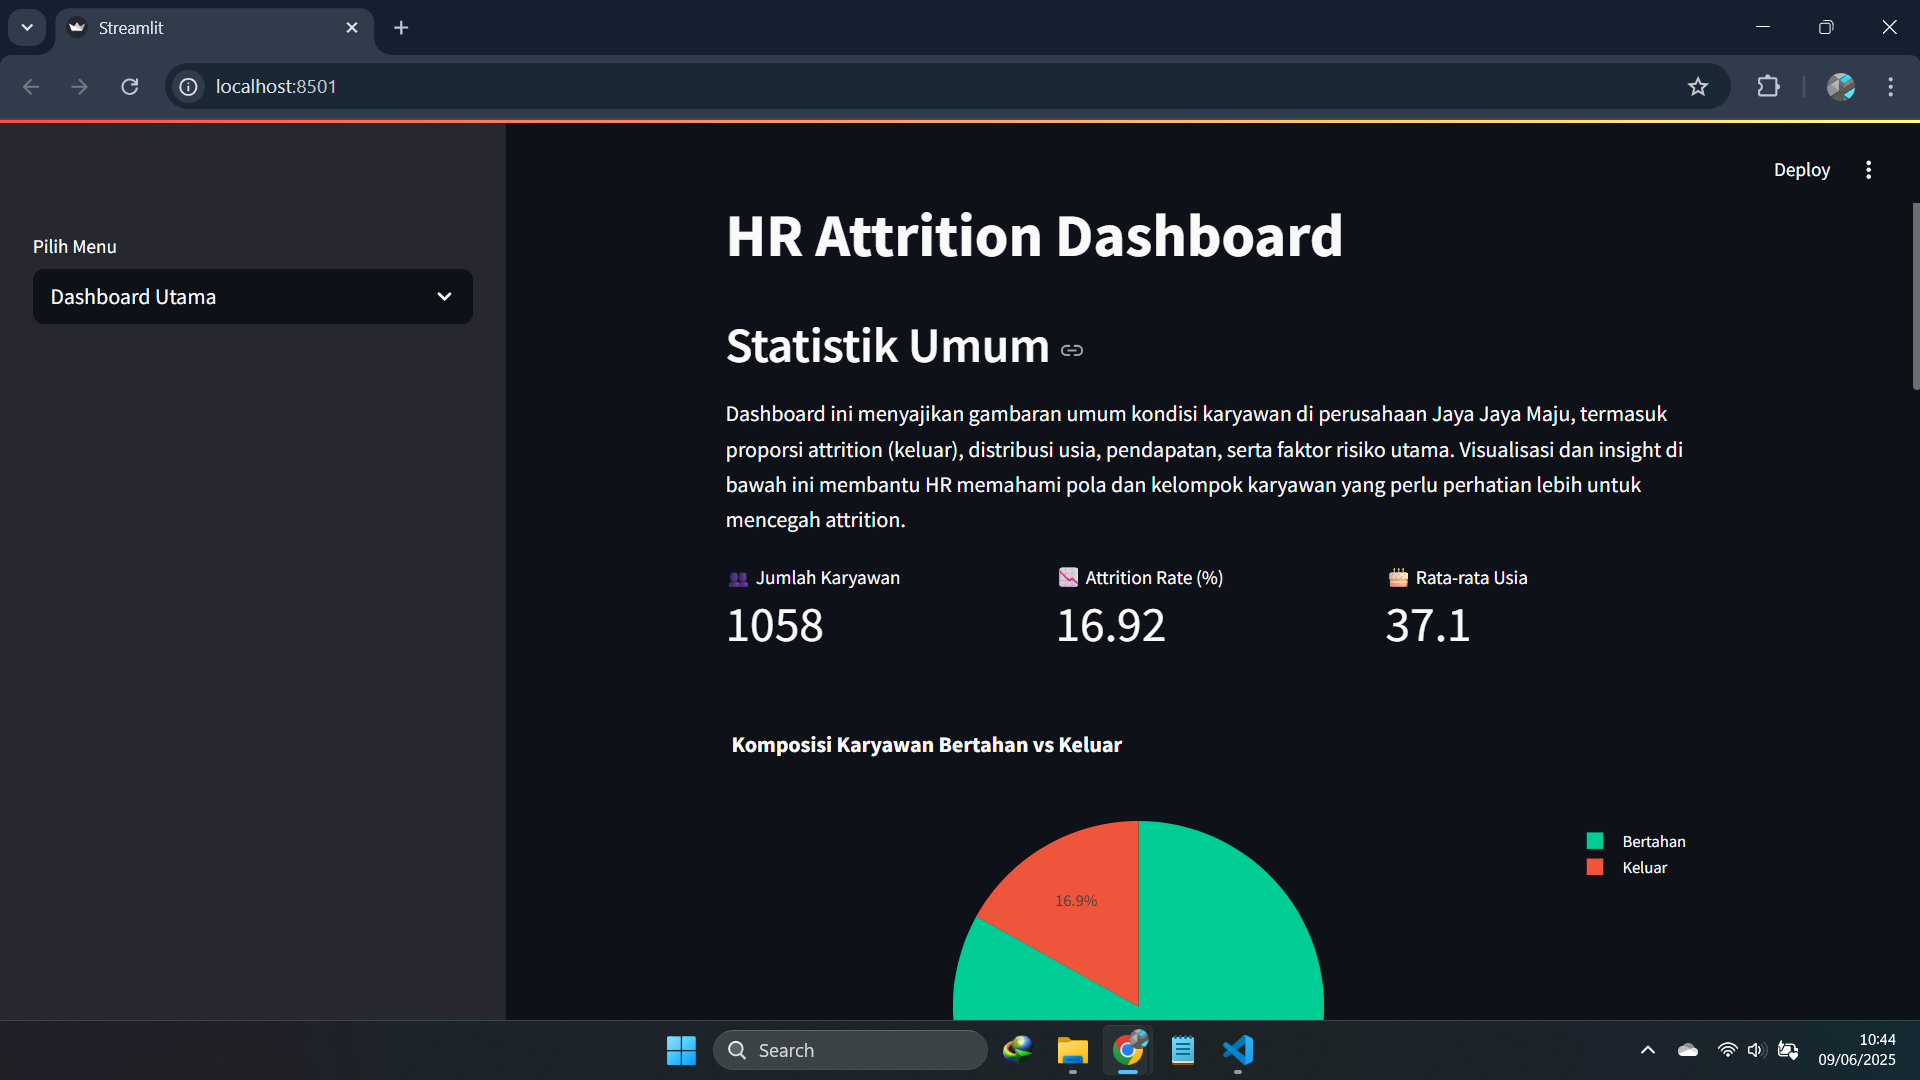 Streamlit
localhost:8501
Deploy
Pilih Menu
Dashboard Utama
HR Attrition Dashboard
Statistik Umum
Dashboard ini menyajikan gambaran umum kondisi karyawan di perusahaan Jaya Jaya Maju, termasuk
proporsi attrition (keluar), distribusi usia, pendapatan, serta faktor risiko utama. Visualisasi dan insight di
bawah ini membantu HR memahami pola dan kelompok karyawan yang perlu perhatian lebih untuk
mencegah attrition.
Jumlah Karyawan
1058
Attrition Rate (%)
16.92
Rata-rata Usia
37.1
Komposisi Karyawan Bertahan vs Keluar
Bertahan
Keluar
16.9%
Search
10:44
09/06/2025